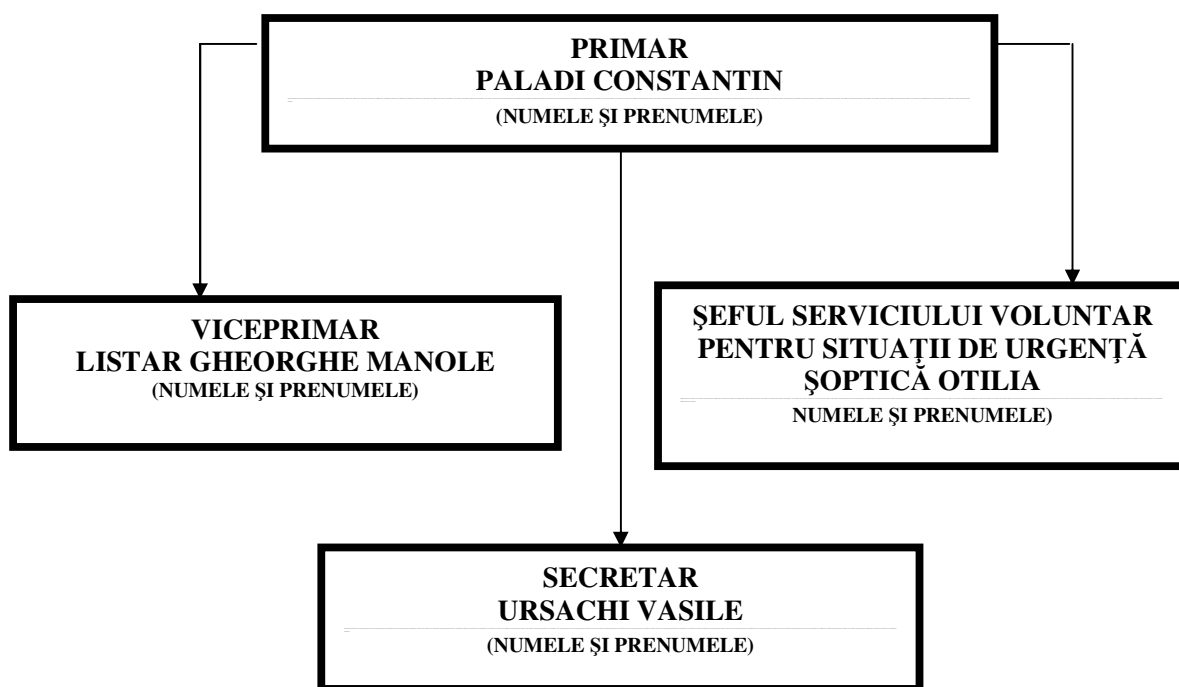 PRIMAR
PALADI CONSTANTIN
(NUMELE ŞI PRENUMELE)
VICEPRIMAR
LISTAR GHEORGHE MANOLE
(NUMELE ŞI PRENUMELE)
ŞEFUL SERVICIULUI VOLUNTAR
PENTRU SITUAŢII DE URGENŢĂ
ŞOPTICĂ OTILIA
NUMELE ŞI PRENUMELE)
SECRETAR
URSACHI VASILE
(NUMELE ŞI PRENUMELE)